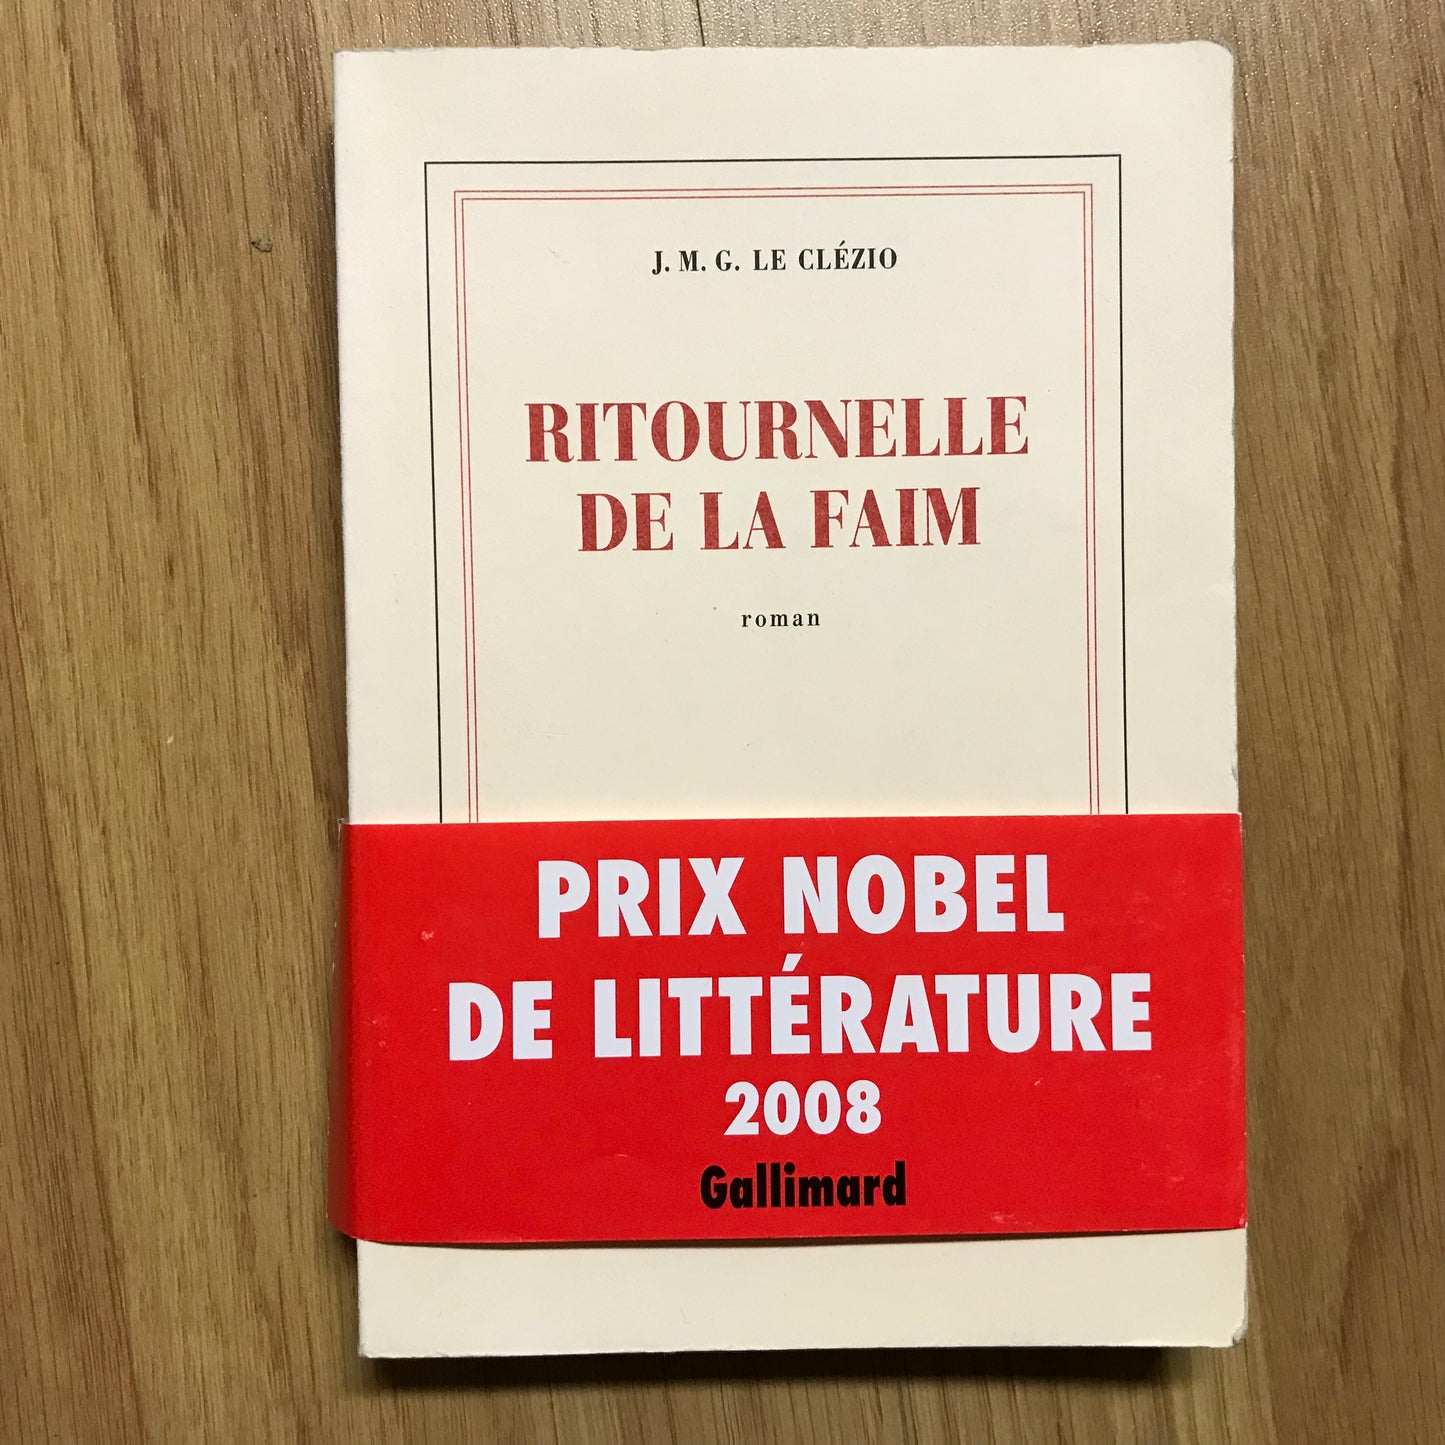 J. M. G. LE CLÉZIO
RITOURNELLE
DE LA FAIM
roman
PRIX NOBEL
DE LITTÉRATURE
2008
Gallimard